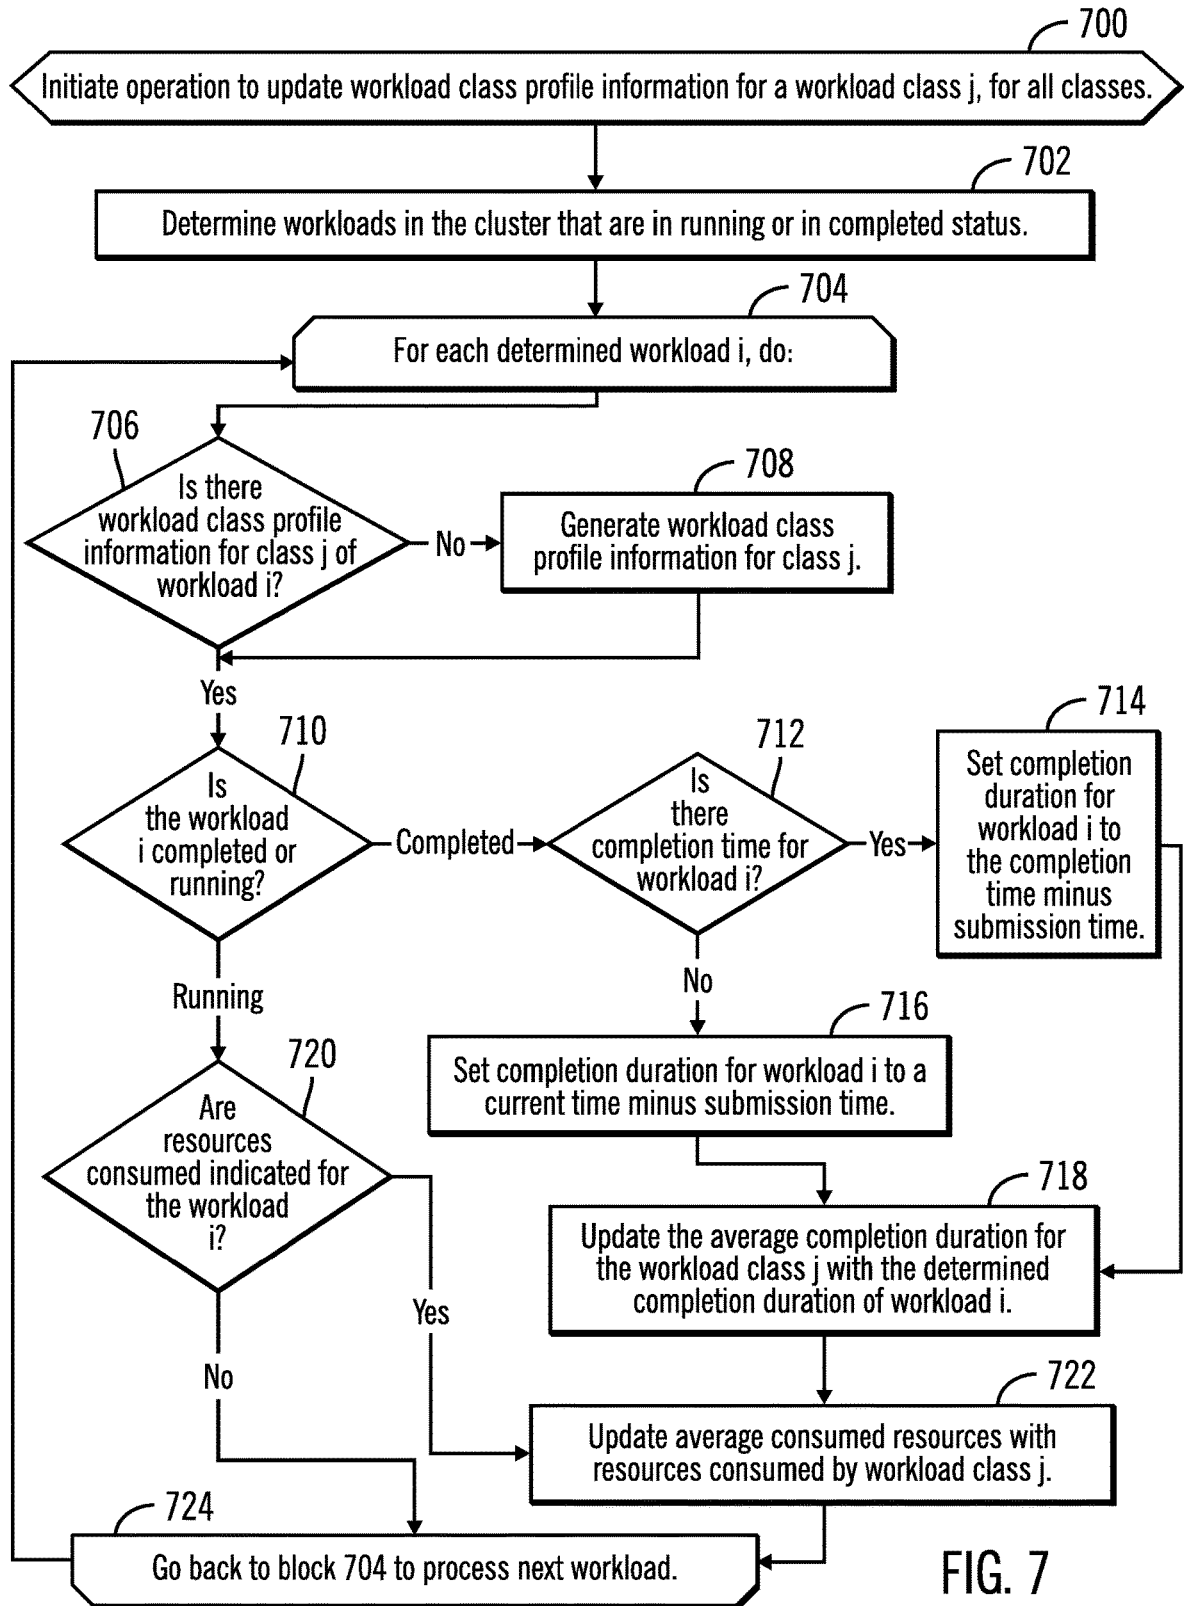 700
Initiate operation to update workload class profile information for a workload class j, for all classes.
702
Determine workloads in the cluster that are in running or in completed status.
704
For each determined workload i, do:
706
Is there
workload class profile
information for class j of
workload i?
No
708
Generate workload class
profile information for class j.
Yes
710
Is
the workload
i completed or
running?
Completed
712
Is
there
completion time for
workload i?
Yes
714
Set completion
duration for
workload i to
the completion
time minus
submission time.
No
716
Set completion duration for workload i to a
current time minus submission time.
Running
720
Are
resources
consumed indicated for
the workload
i?
718
Update the average completion duration for
the workload class j with the determined
completion duration of workload i.
Yes
No
722
Update average consumed resources with
resources consumed by workload class j.
724
Go back to block 704 to process next workload.
FIG. 7